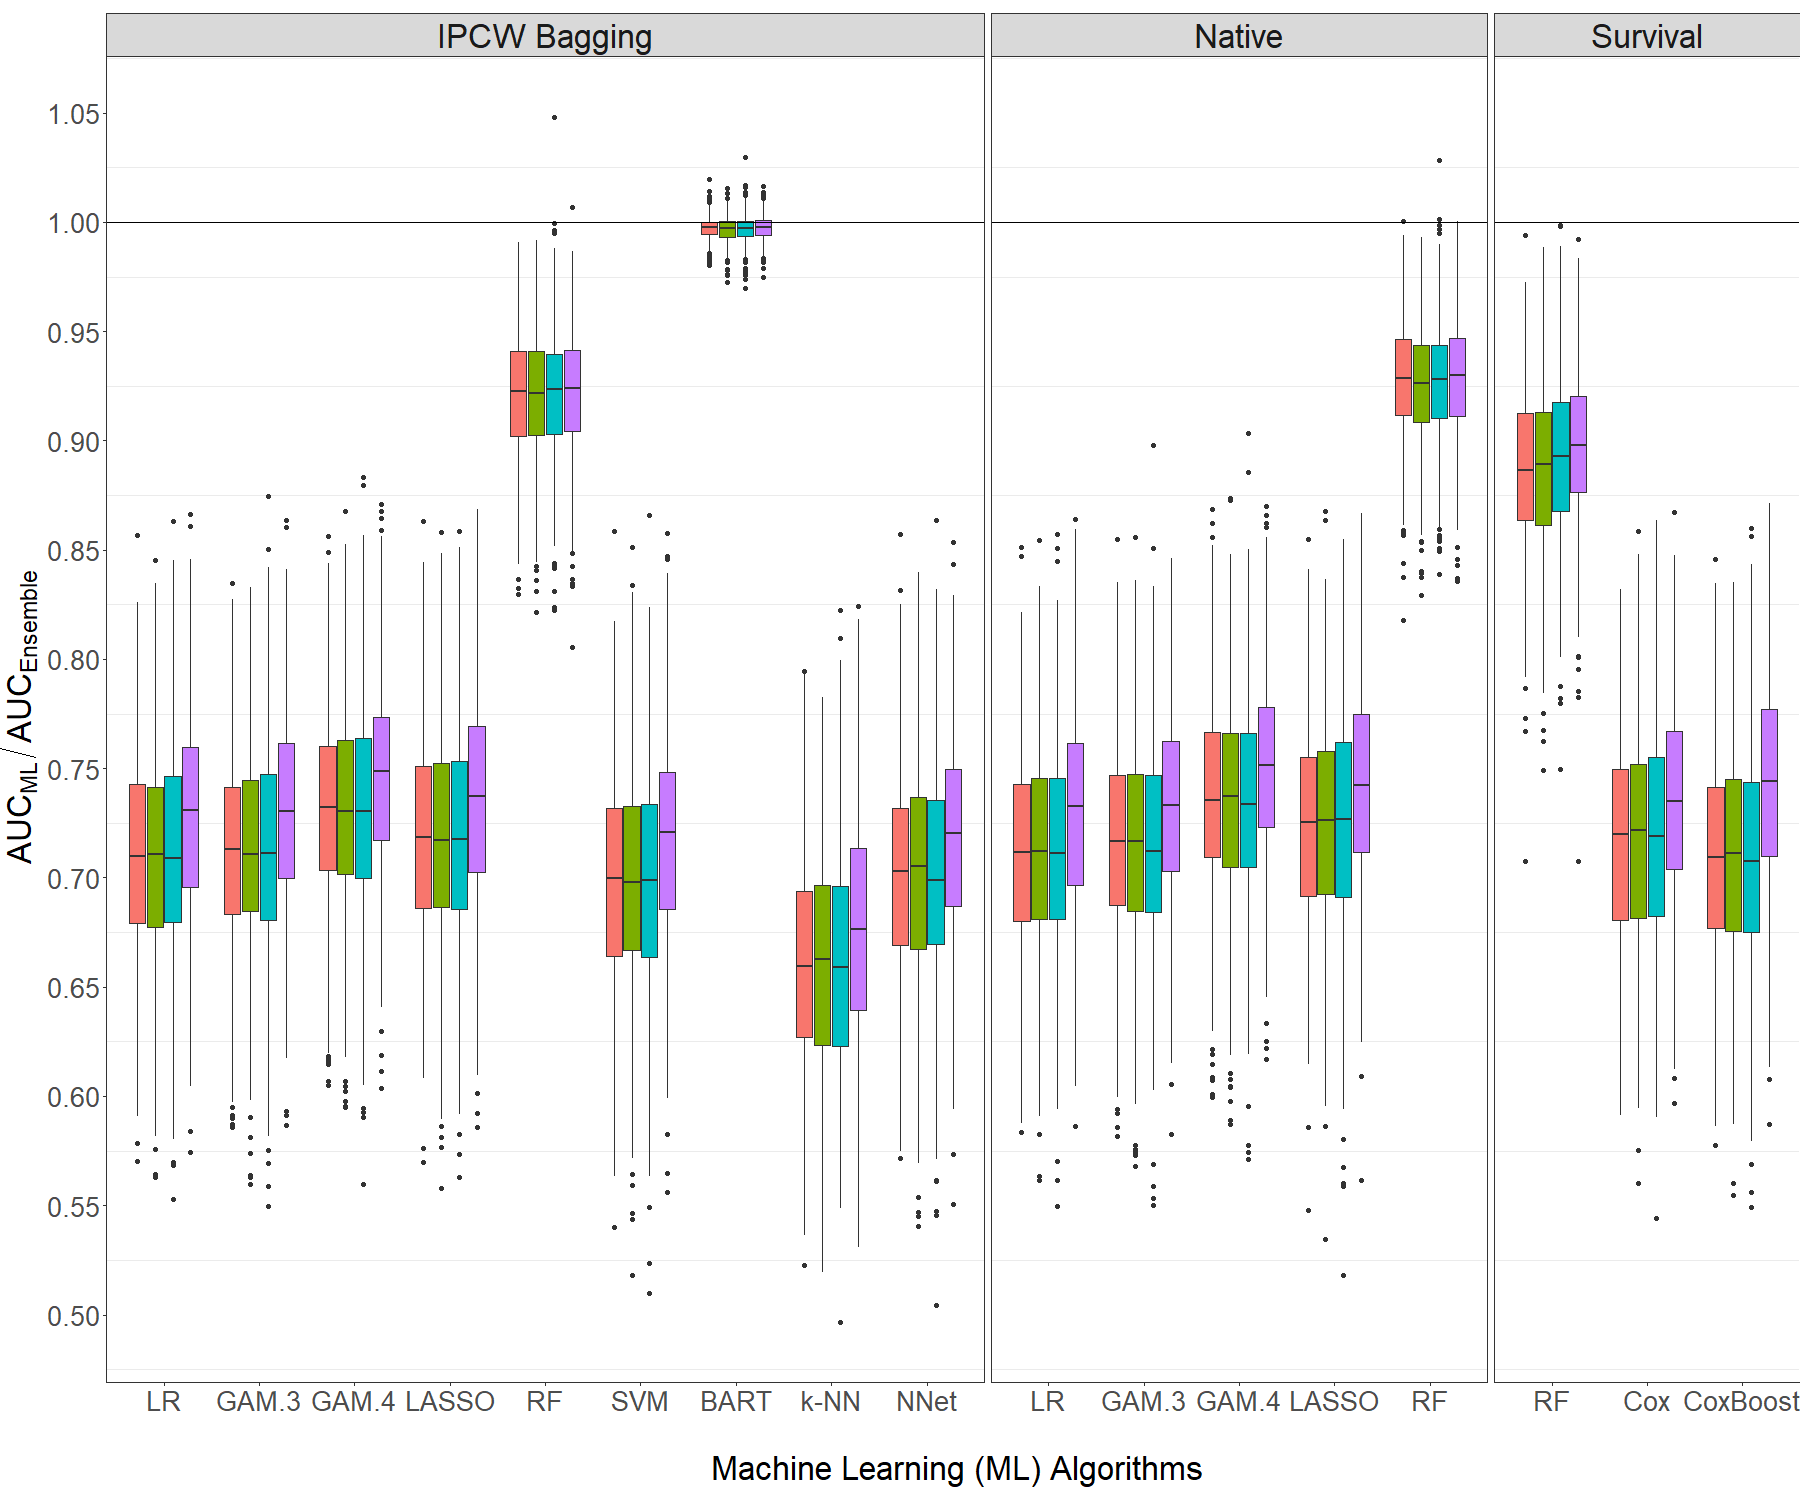 IPCW Bagging
Native
Survival
1.05
1.00
0.95
0.90
0.85
0.80
0.75
0.70
0.65
0.60
0.55
0.50
AUC_ML / AUC_Ensemble
LR GAM.3 GAM.4 LASSO RF SVM BART k-NN NNet
LR GAM.3 GAM.4 LASSO RF
RF Cox CoxBoost
Machine Learning (ML) Algorithms